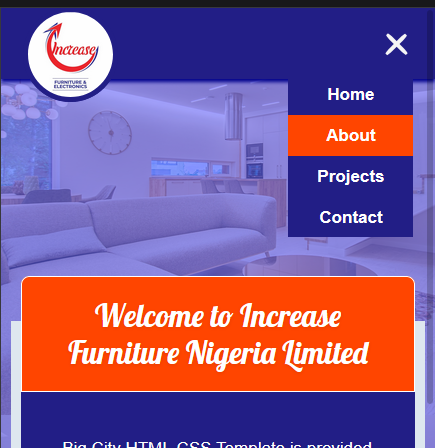 Increase
FURNITURE &
ELECTRONICS
Home
About
Projects
Contact
Welcome to Increase
Furniture Nigeria Limited
Big City HTML CSS Template is provided